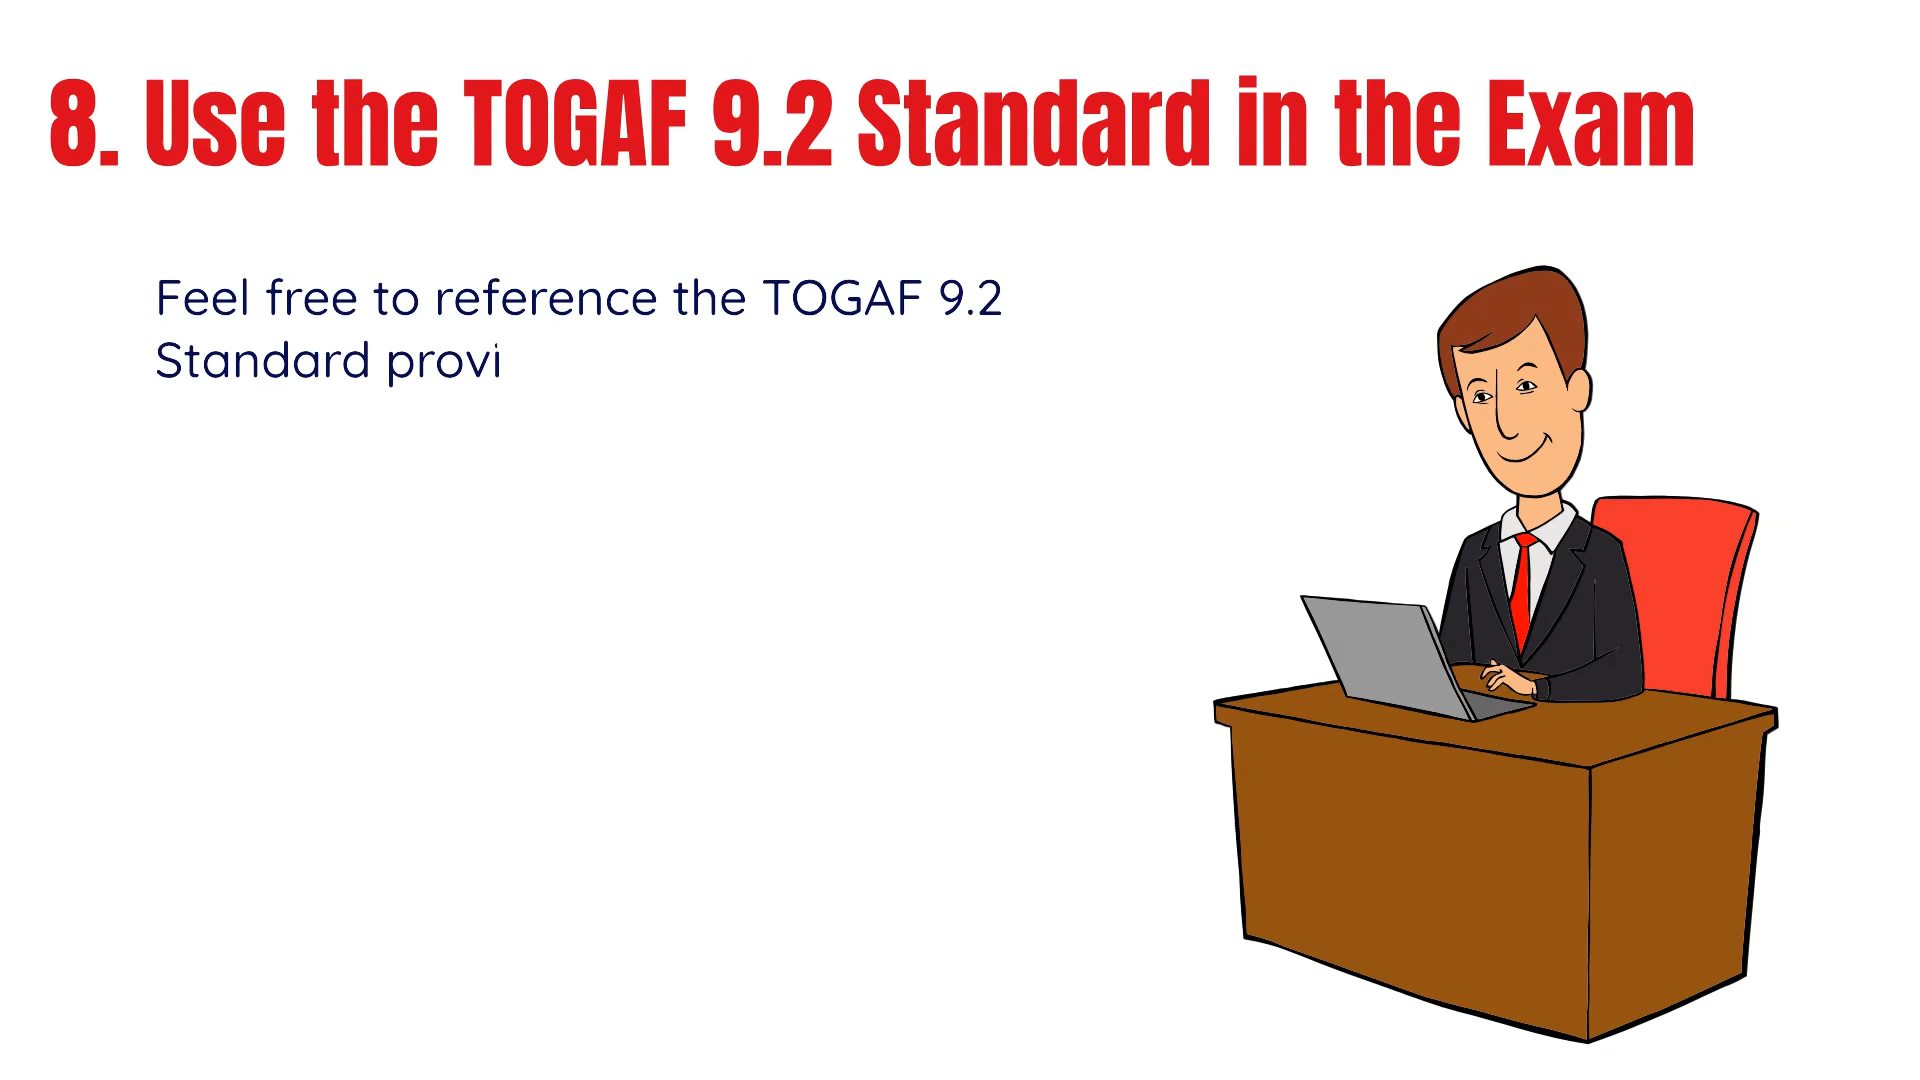 8. Use the TOGAF 9.2 Standard in the Exam
Feel free to reference the TOGAF 9.2
Standard provi